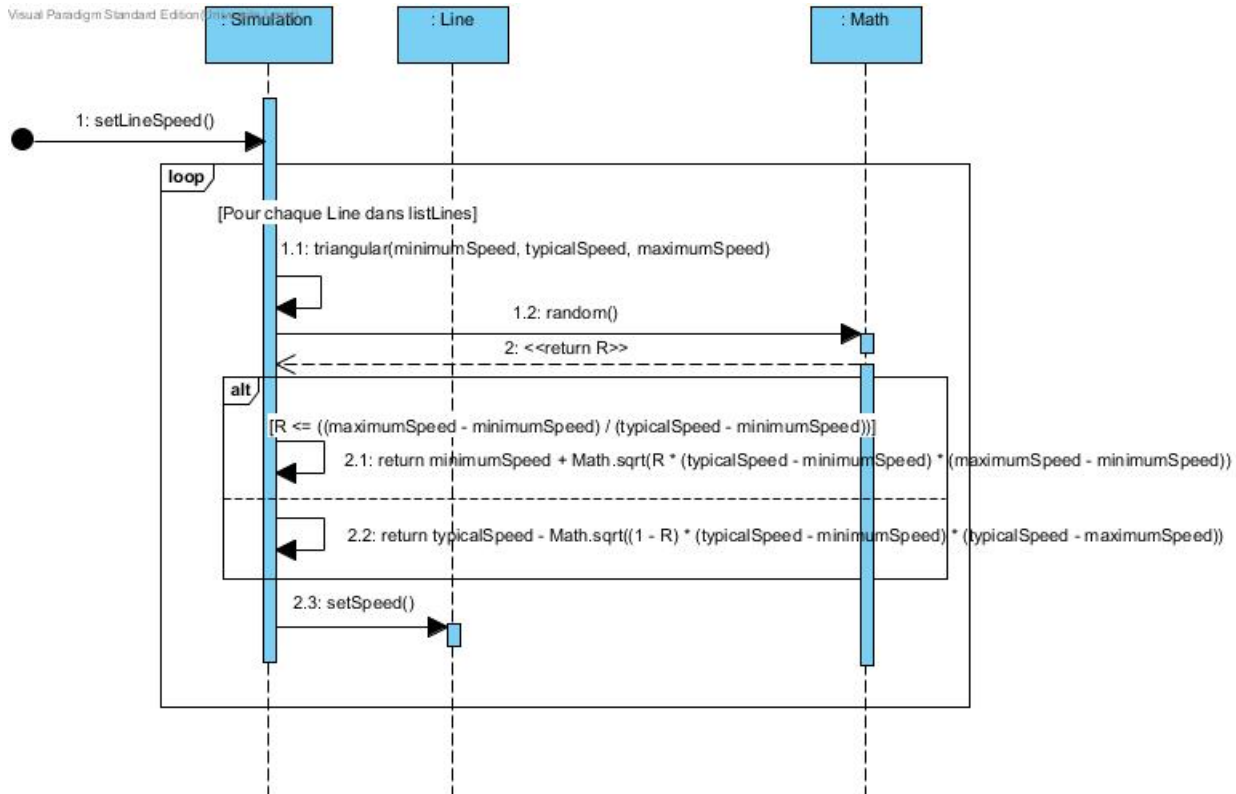 Visual Paradigm Standard Edition
: Simulation
: Line
: Math
1: setLineSpeed()
loop
[Pour chaque Line dans listLines]
1.1: triangular(minimumSpeed, typicalSpeed, maximumSpeed)
1.2: random()
2: <<return R>>
alt
[R <= ((maximumSpeed - minimumSpeed) / (typicalSpeed - minimumSpeed))]
2.1: return minimumSpeed + Math.sqrt(R * (typicalSpeed - minimumSpeed) * (maximumSpeed - minimumSpeed))
2.2: return typicalSpeed - Math.sqrt((1 - R) * (typicalSpeed - minimumSpeed) * (typicalSpeed - maximumSpeed))
2.3: setSpeed()